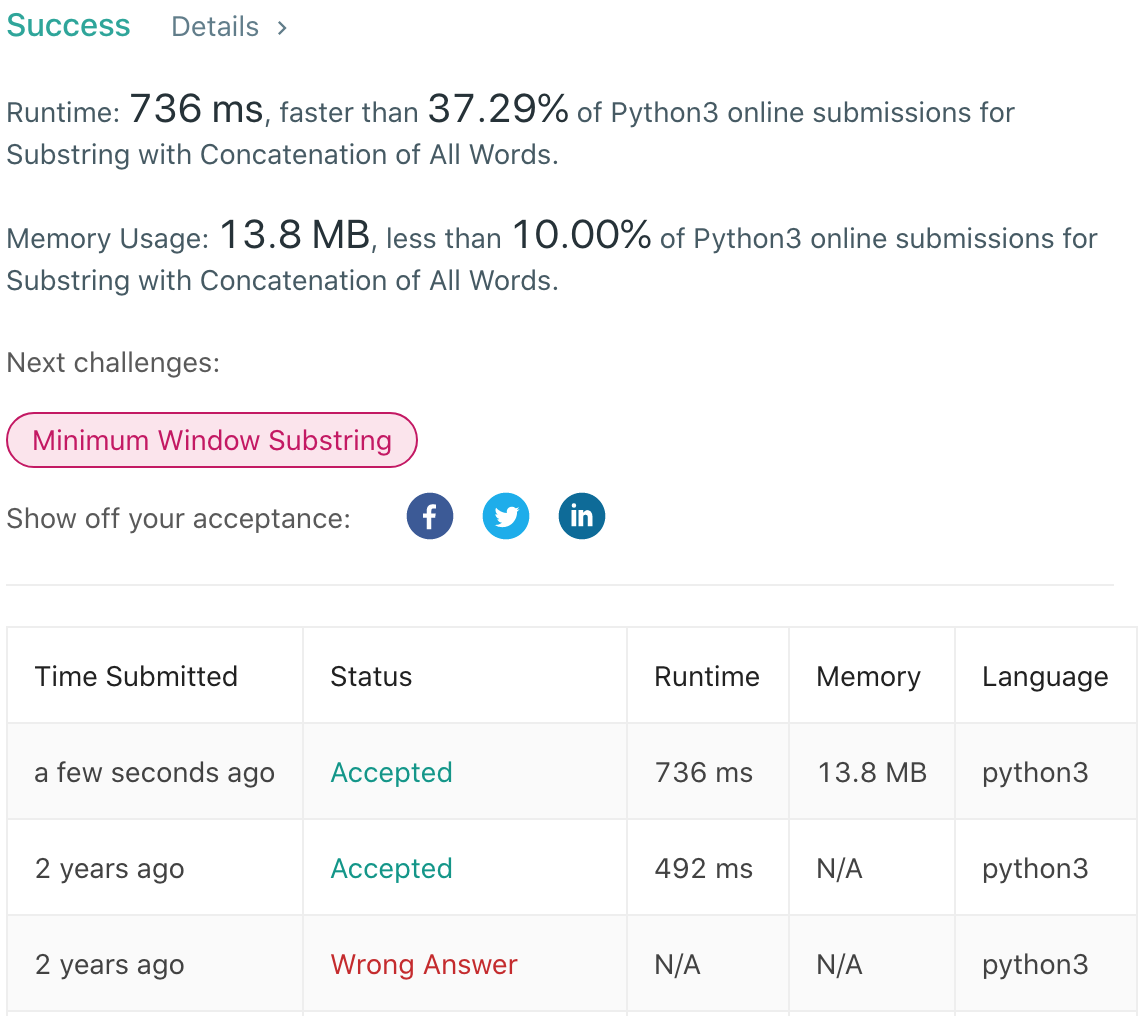 Success Details >
Runtime: 736 ms, faster than 37.29% of Python3 online submissions for
Substring with Concatenation of All Words.
Memory Usage: 13.8 MB, less than 10.00% of Python3 online submissions for
Substring with Concatenation of All Words.
Next challenges:
Minimum Window Substring
Show off your acceptance: f in
Time Submitted Status Runtime Memory Language
a few seconds ago Accepted 736 ms 13.8 MB python3
2 years ago Accepted 492 ms N/A python3
2 years ago Wrong Answer N/A N/A python3